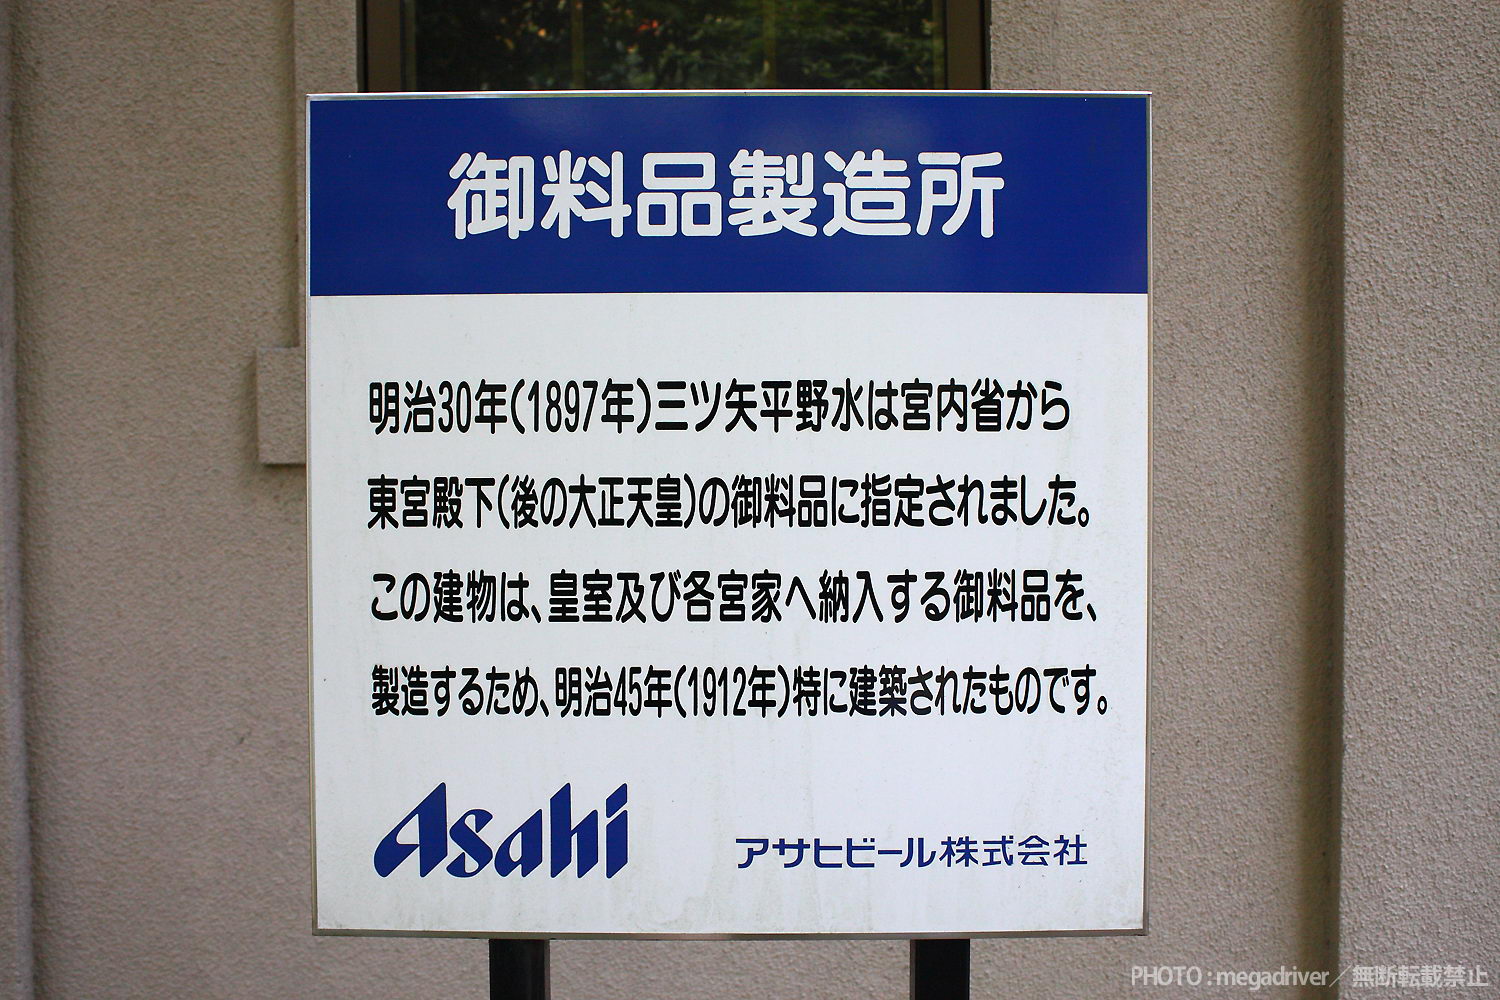 御料品製造所
明治30年(1897年)三ツ矢平野水は宮内省から
東宮殿下(後の大正天皇)の御料品に指定されました。
この建物は、皇室及び各宮家へ納入する御料品を、
製造するため、明治45年(1912年)特に建築されたものです。
Asahi
アサヒビール株式会社
PHOTO : megadriver／無断転載禁止